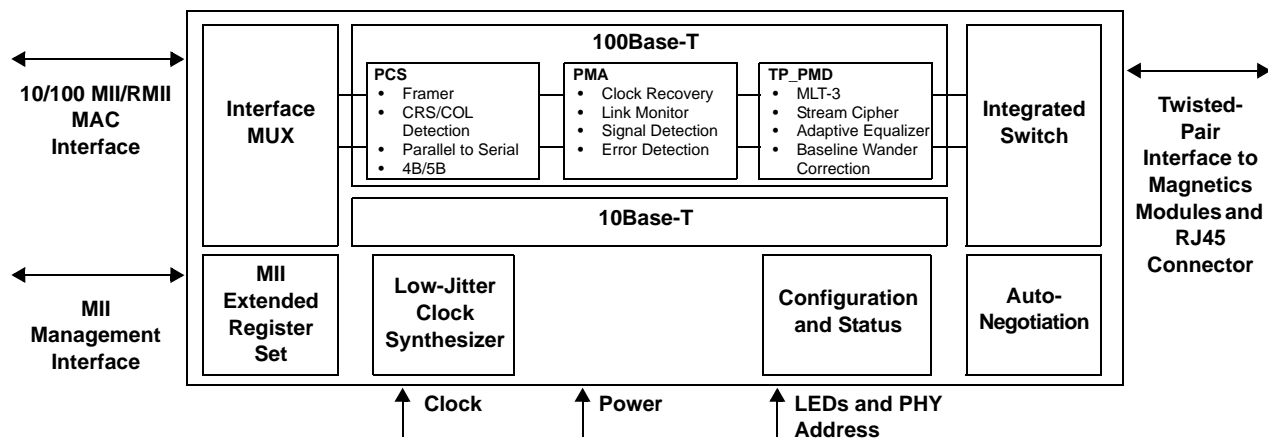 10/100 MII/RMII
MAC
Interface
MII
Management
Interface
Interface
MUX
100Base-T
PCS
• Framer
• CRS/COL
Detection
• Parallel to Serial
• 4B/5B
PMA
• Clock Recovery
• Link Monitor
• Signal Detection
• Error Detection
TP_PMD
• MLT-3
• Stream Cipher
• Adaptive Equalizer
• Baseline Wander
Correction
10Base-T
Integrated
Switch
Twisted-
Pair
Interface to
Magnetics
Modules and
RJ45
Connector
MII
Extended
Register
Set
Low-Jitter
Clock
Synthesizer
Configuration
and Status
Auto-
Negotiation
Clock
Power
LEDs and PHY
Address